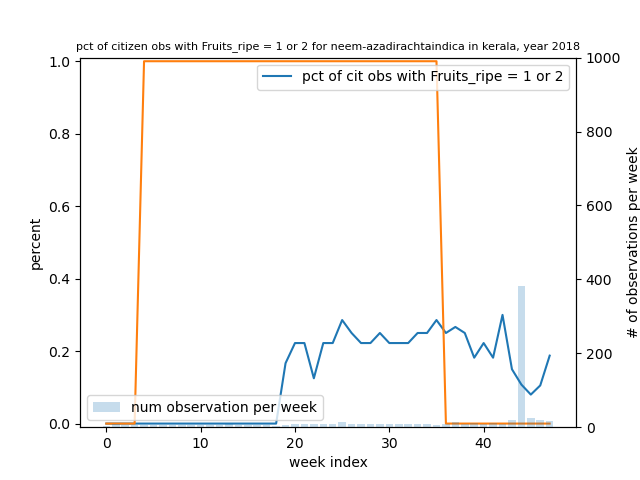 pct of citizen obs with Fruits_ripe = 1 or 2 for neem-azadirachtaindica in kerala, year 2018
pct of cit obs with Fruits_ripe = 1 or 2
num observation per week
percent
1.0
0.8
0.6
0.4
0.2
0.0
1000
800
600
400
200
0
# of observations per week
0 10 20 30 40
week index